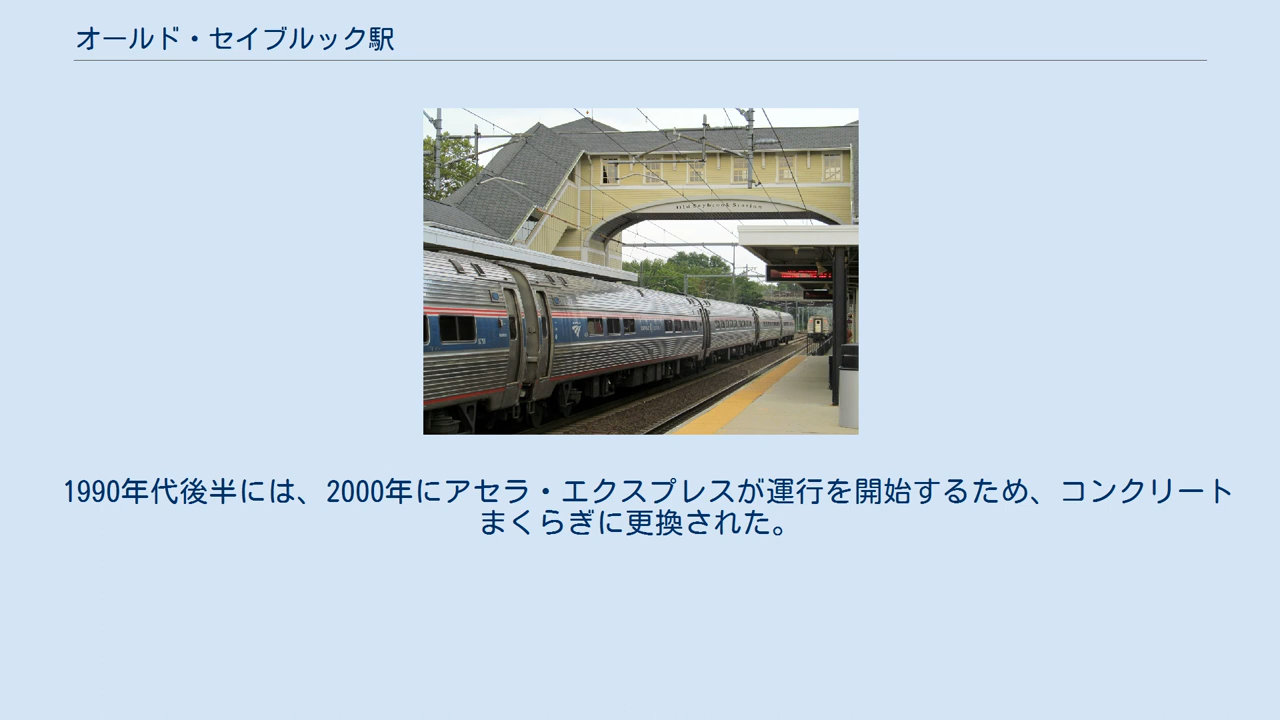 オールド・セイブルック駅
Old Saybrook Station
1990年代後半には、2000年にアセラ・エクスプレスが運行を開始するため、コンクリート
まくらぎに更換された。